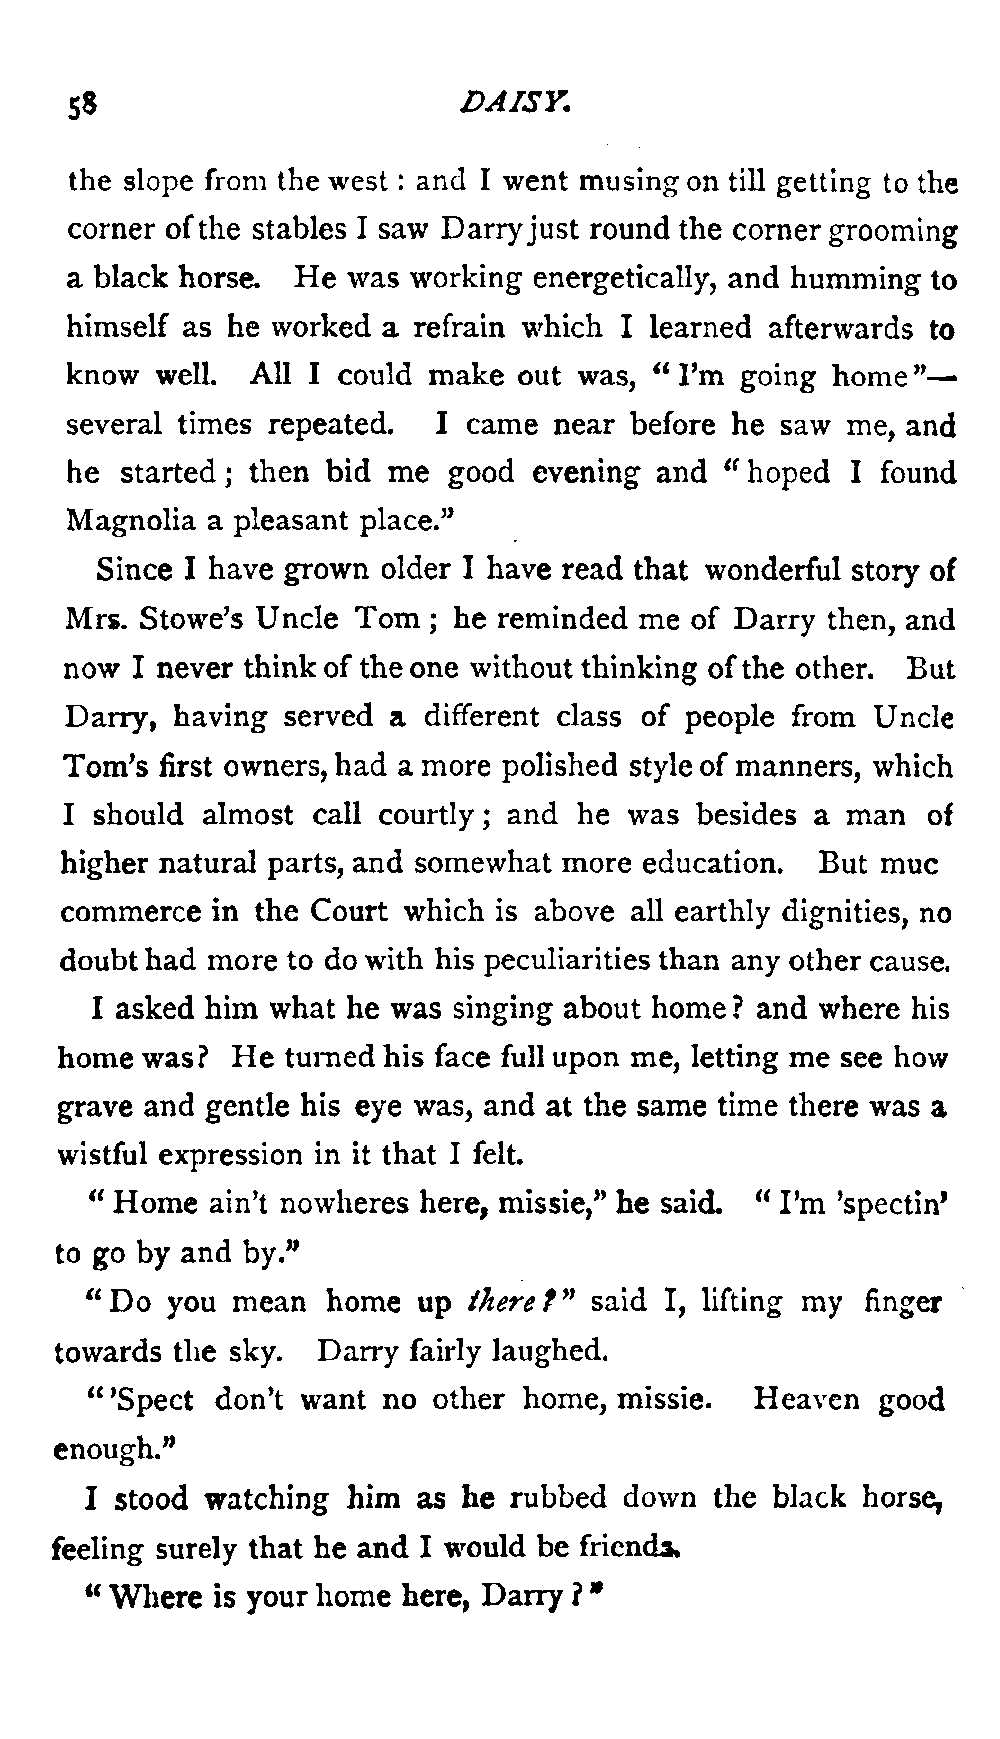 58 DAISY.
the slope from the west : and I went musing on till getting to the
corner of the stables I saw Darry just round the corner grooming
a black horse. He was working energetically, and humming to
himself as he worked a refrain which I learned afterwards to
know well. All I could make out was, “ I’m going home ”—
several times repeated. I came near before he saw me, and
he started ; then bid me good evening and “ hoped I found
Magnolia a pleasant place.”
Since I have grown older I have read that wonderful story of
Mrs. Stowe’s Uncle Tom ; he reminded me of Darry then, and
now I never think of the one without thinking of the other. But
Darry, having served a different class of people from Uncle
Tom’s first owners, had a more polished style of manners, which
I should almost call courtly ; and he was besides a man of
higher natural parts, and somewhat more education. But muc
commerce in the Court which is above all earthly dignities, no
doubt had more to do with his peculiarities than any other cause.
I asked him what he was singing about home ? and where his
home was ? He turned his face full upon me, letting me see how
grave and gentle his eye was, and at the same time there was a
wistful expression in it that I felt.
“ Home ain’t nowheres here, missie,” he said. “ I’m ’spectin’
to go by and by.”
“ Do you mean home up there ? ” said I, lifting my finger
towards the sky. Darry fairly laughed.
“ ’Spect don’t want no other home, missie. Heaven good
enough.”
I stood watching him as he rubbed down the black horse,
feeling surely that he and I would be friends.
“ Where is your home here, Darry ? ”